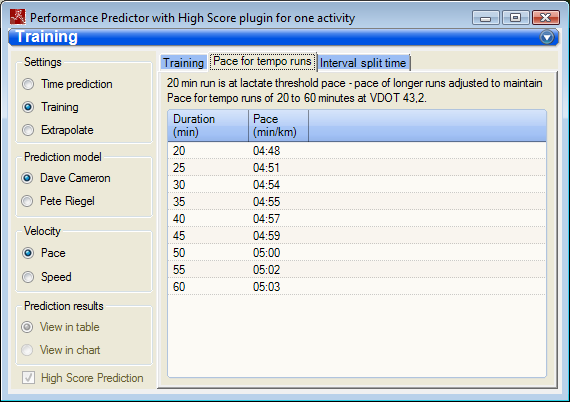 Performance Predictor with High Score plugin for one activity
Training
Settings
Time prediction
Training
Extrapolate
Prediction model
Dave Cameron
Pete Riegel
Velocity
Pace
Speed
Prediction results
View in table
View in chart
High Score Prediction
Training Pace for tempo runs Interval split time
20 min run is at lactate threshold pace - pace of longer runs adjusted to maintain
Pace for tempo runs of 20 to 60 minutes at VDOT 43,2.
Duration Pace
(min) (min/km)
20 04:48
25 04:51
30 04:54
35 04:55
40 04:57
45 04:59
50 05:00
55 05:02
60 05:03